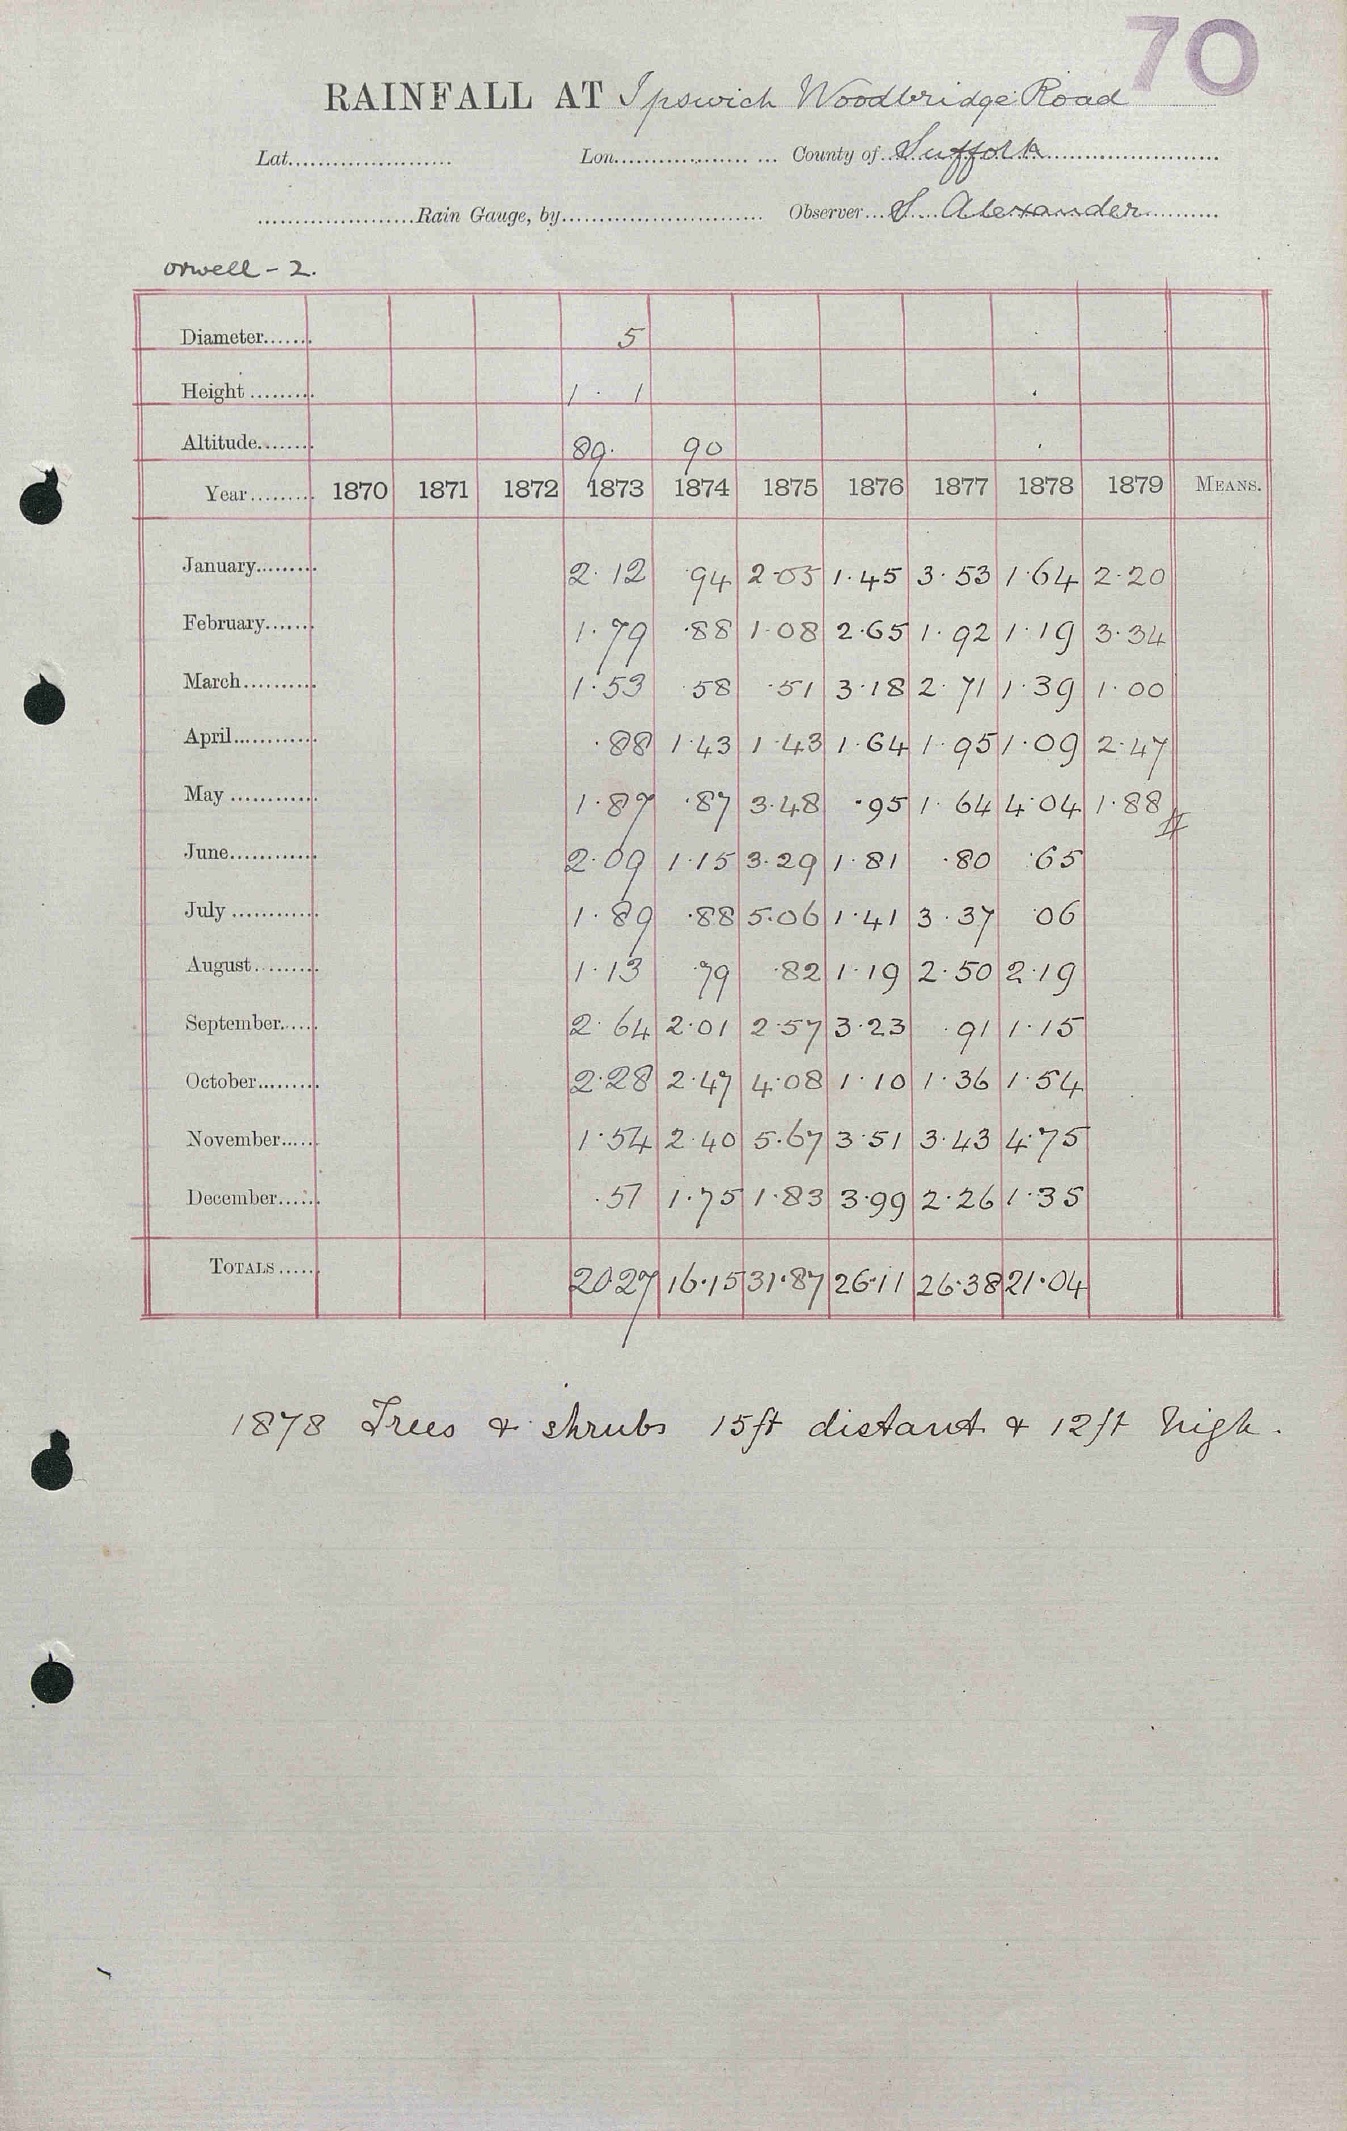 70
RAINFALL AT Ipswich Woodbridge Road
Lat. Lon. County of Suffolk
Rain Gauge, by Observer S. Alexander
orwell - 2.
Diameter 5
Height 1 · 1
Altitude 89. 90
Year 1870 1871 1872 1873 1874 1875 1876 1877 1878 1879 MEANS.
January 2·12 ·94 2·05 1·45 3·53 1·64 2·20
February 1·79 ·88 1·08 2·65 1·92 1·19 3·34
March 1·53 ·58 ·51 3·18 2·71 1·39 1·00
April ·88 1·43 1·43 1·64 1·95 1·09 2·47
May 1·87 ·87 3·48 ·95 1·64 4·04 1·88
June 2·09 1·15 3·29 1·81 ·80 ·65
July 1·89 ·88 5·06 1·41 3·37 ·06
August 1·13 ·79 ·82 1·19 2·50 2·19
September 2·64 2·01 2·57 3·23 ·91 1·15
October 2·28 2·47 4·08 1·10 1·36 1·54
November 1·54 2·40 5·67 3·51 3·43 4·75
December ·51 1·75 1·83 3·99 2·26 1·35
TOTALS 20·27 16·15 31·87 26·11 26·38 21·04
1878 Trees & shrubs 15ft distant & 12ft high.